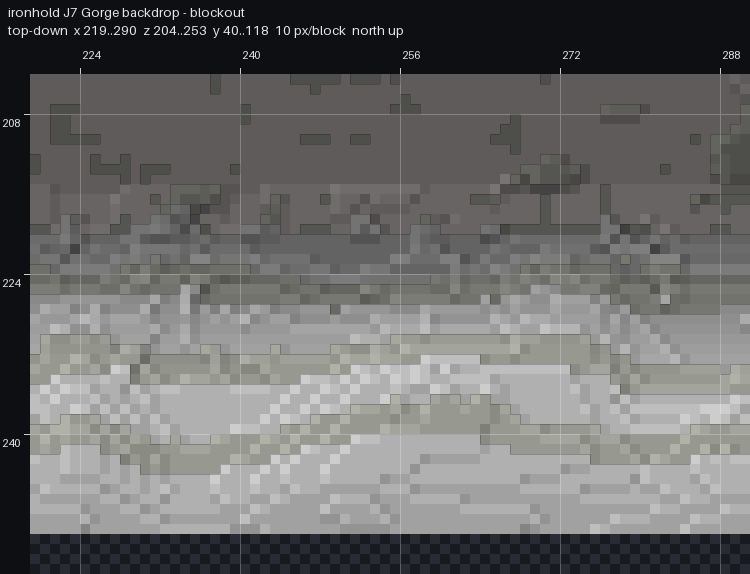 ironhold J7 Gorge backdrop - blockout
top-down  x 219..290  z 204..253  y 40..118  10 px/block  north up
224 240 256 272 288
208
224
240